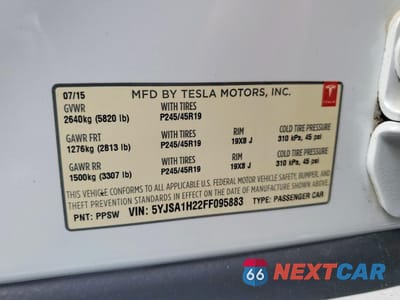 07/15 MFD BY TESLA MOTORS, INC.
GVWR WITH TIRES
2640kg (5820 lb) P245/45R19
GAWR FRT WITH TIRES RIM COLD TIRE PRESSURE
1276kg (2813 lb) P245/45R19 19X8 J 310 kPa, 45 psi
GAWR RR WITH TIRES RIM COLD TIRE PRESSURE
1500kg (3307 lb) P245/45R19 19X8 J 310 kPa, 45 psi
THIS VEHICLE CONFORMS TO ALL APPLICABLE U.S. FEDERAL MOTOR VEHICLE SAFETY, BUMPER, AND
THEFT PREVENTION STANDARDS IN EFFECT ON THE DATE OF MANUFACTURE SHOWN ABOVE.
PNT: PPSW VIN: 5YJSA1H22FF095883 TYPE: PASSENGER CAR
TESLA
66 NEXTCAR